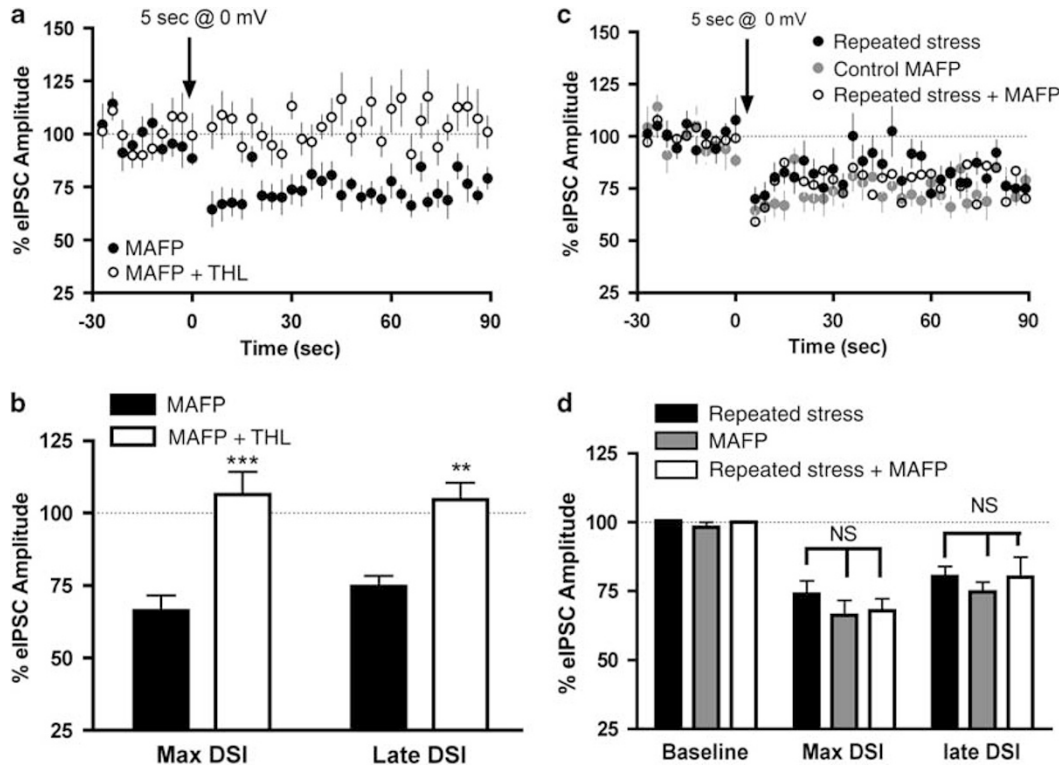 a
5 sec @ 0 mV
150
125
100
75
50
25
% eIPSC Amplitude
MAFP
MAFP + THL
-30
0
30
60
90
Time (sec)
b
MAFP
MAFP + THL
125
100
75
50
25
% eIPSC Amplitude
***
**
Max DSI
Late DSI
c
5 sec @ 0 mV
Repeated stress
Control MAFP
Repeated stress + MAFP
150
125
100
75
50
25
% eIPSC Amplitude
-30
0
30
60
90
Time (sec)
d
Repeated stress
MAFP
Repeated stress + MAFP
125
100
75
50
25
% eIPSC Amplitude
NS
NS
Baseline
Max DSI
late DSI